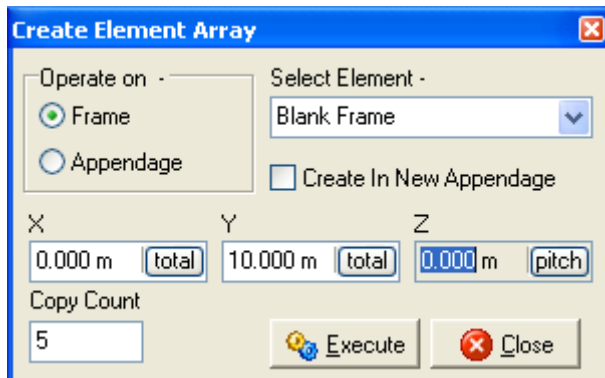 Create Element Array
Operate on -
Select Element -
Frame
Blank Frame
Appendage
Create In New Appendage
X
Y
Z
0.000 m total
10.000 m total
0.000 m pitch
Copy Count
5
Execute
Close